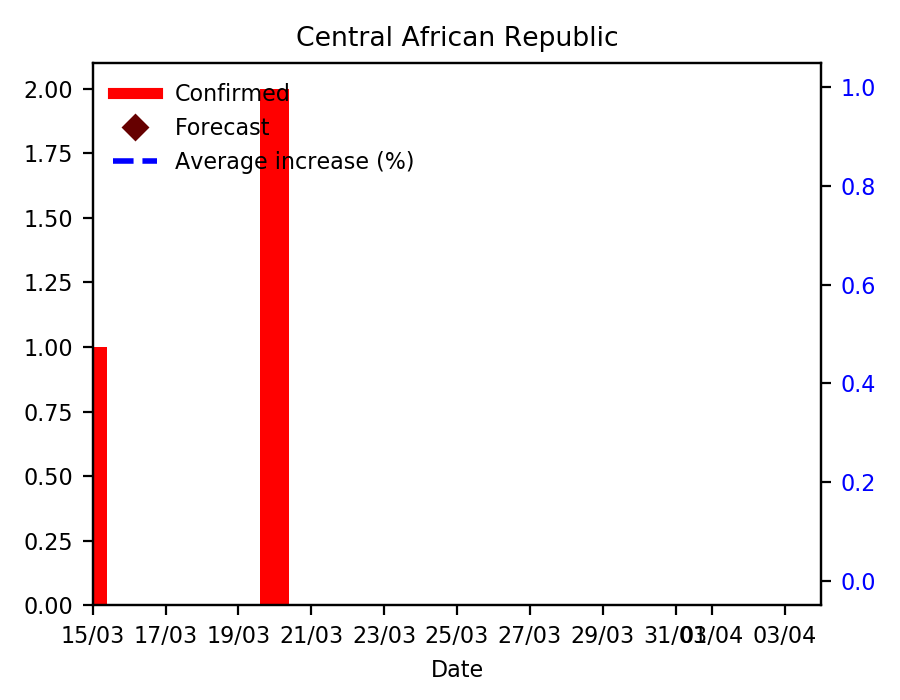 Central African Republic
Confirmed
Forecast
Average increase (%)
2.00
1.75
1.50
1.25
1.00
0.75
0.50
0.25
0.00
1.0
0.8
0.6
0.4
0.2
0.0
15/03 17/03 19/03 21/03 23/03 25/03 27/03 29/03 31/03 01/04 03/04
Date